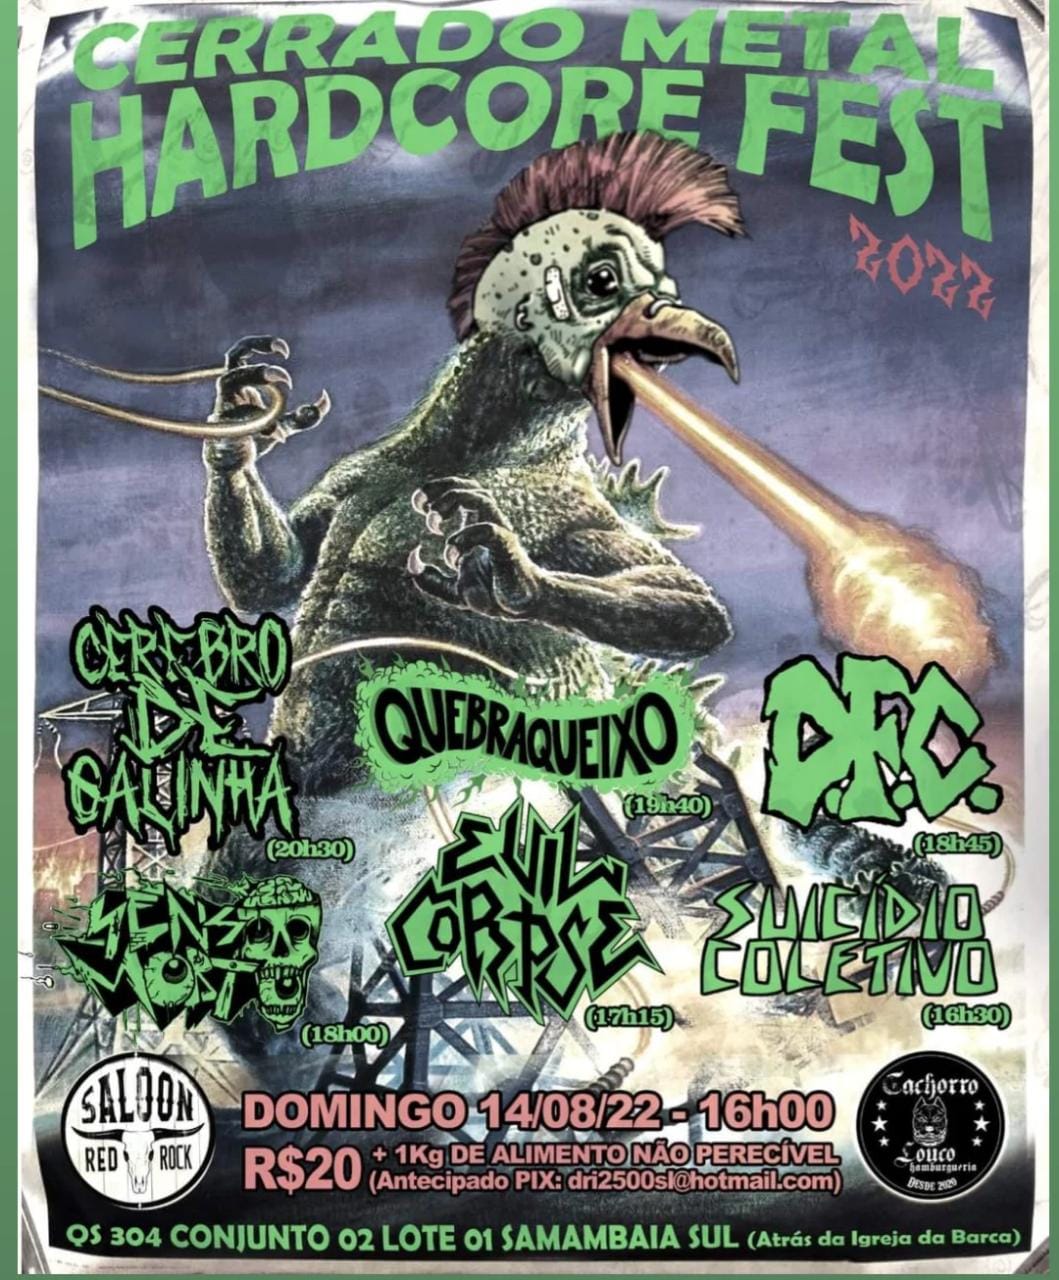 CERRADO METAL
HARDCORE FEST
2022
CEREBRO
DE
GALINHA
(20h30)
QUEBRAQUEIXO
(19h40)
D.F.C.
(18h45)
(18h00)
EVIL
CORPSE
(17h15)
SUICÍDIO
COLETIVO
(16h30)
SALOON
RED ROCK
DOMINGO 14/08/22 - 16h00
R$20 + 1Kg DE ALIMENTO NÃO PERECÍVEL
(Antecipado PIX: dri2500sl@hotmail.com)
Cachorro
Louco
hamburgueria
DESDE 2020
QS 304 CONJUNTO 02 LOTE 01 SAMAMBAIA SUL (Atrás da Igreja da Barca)